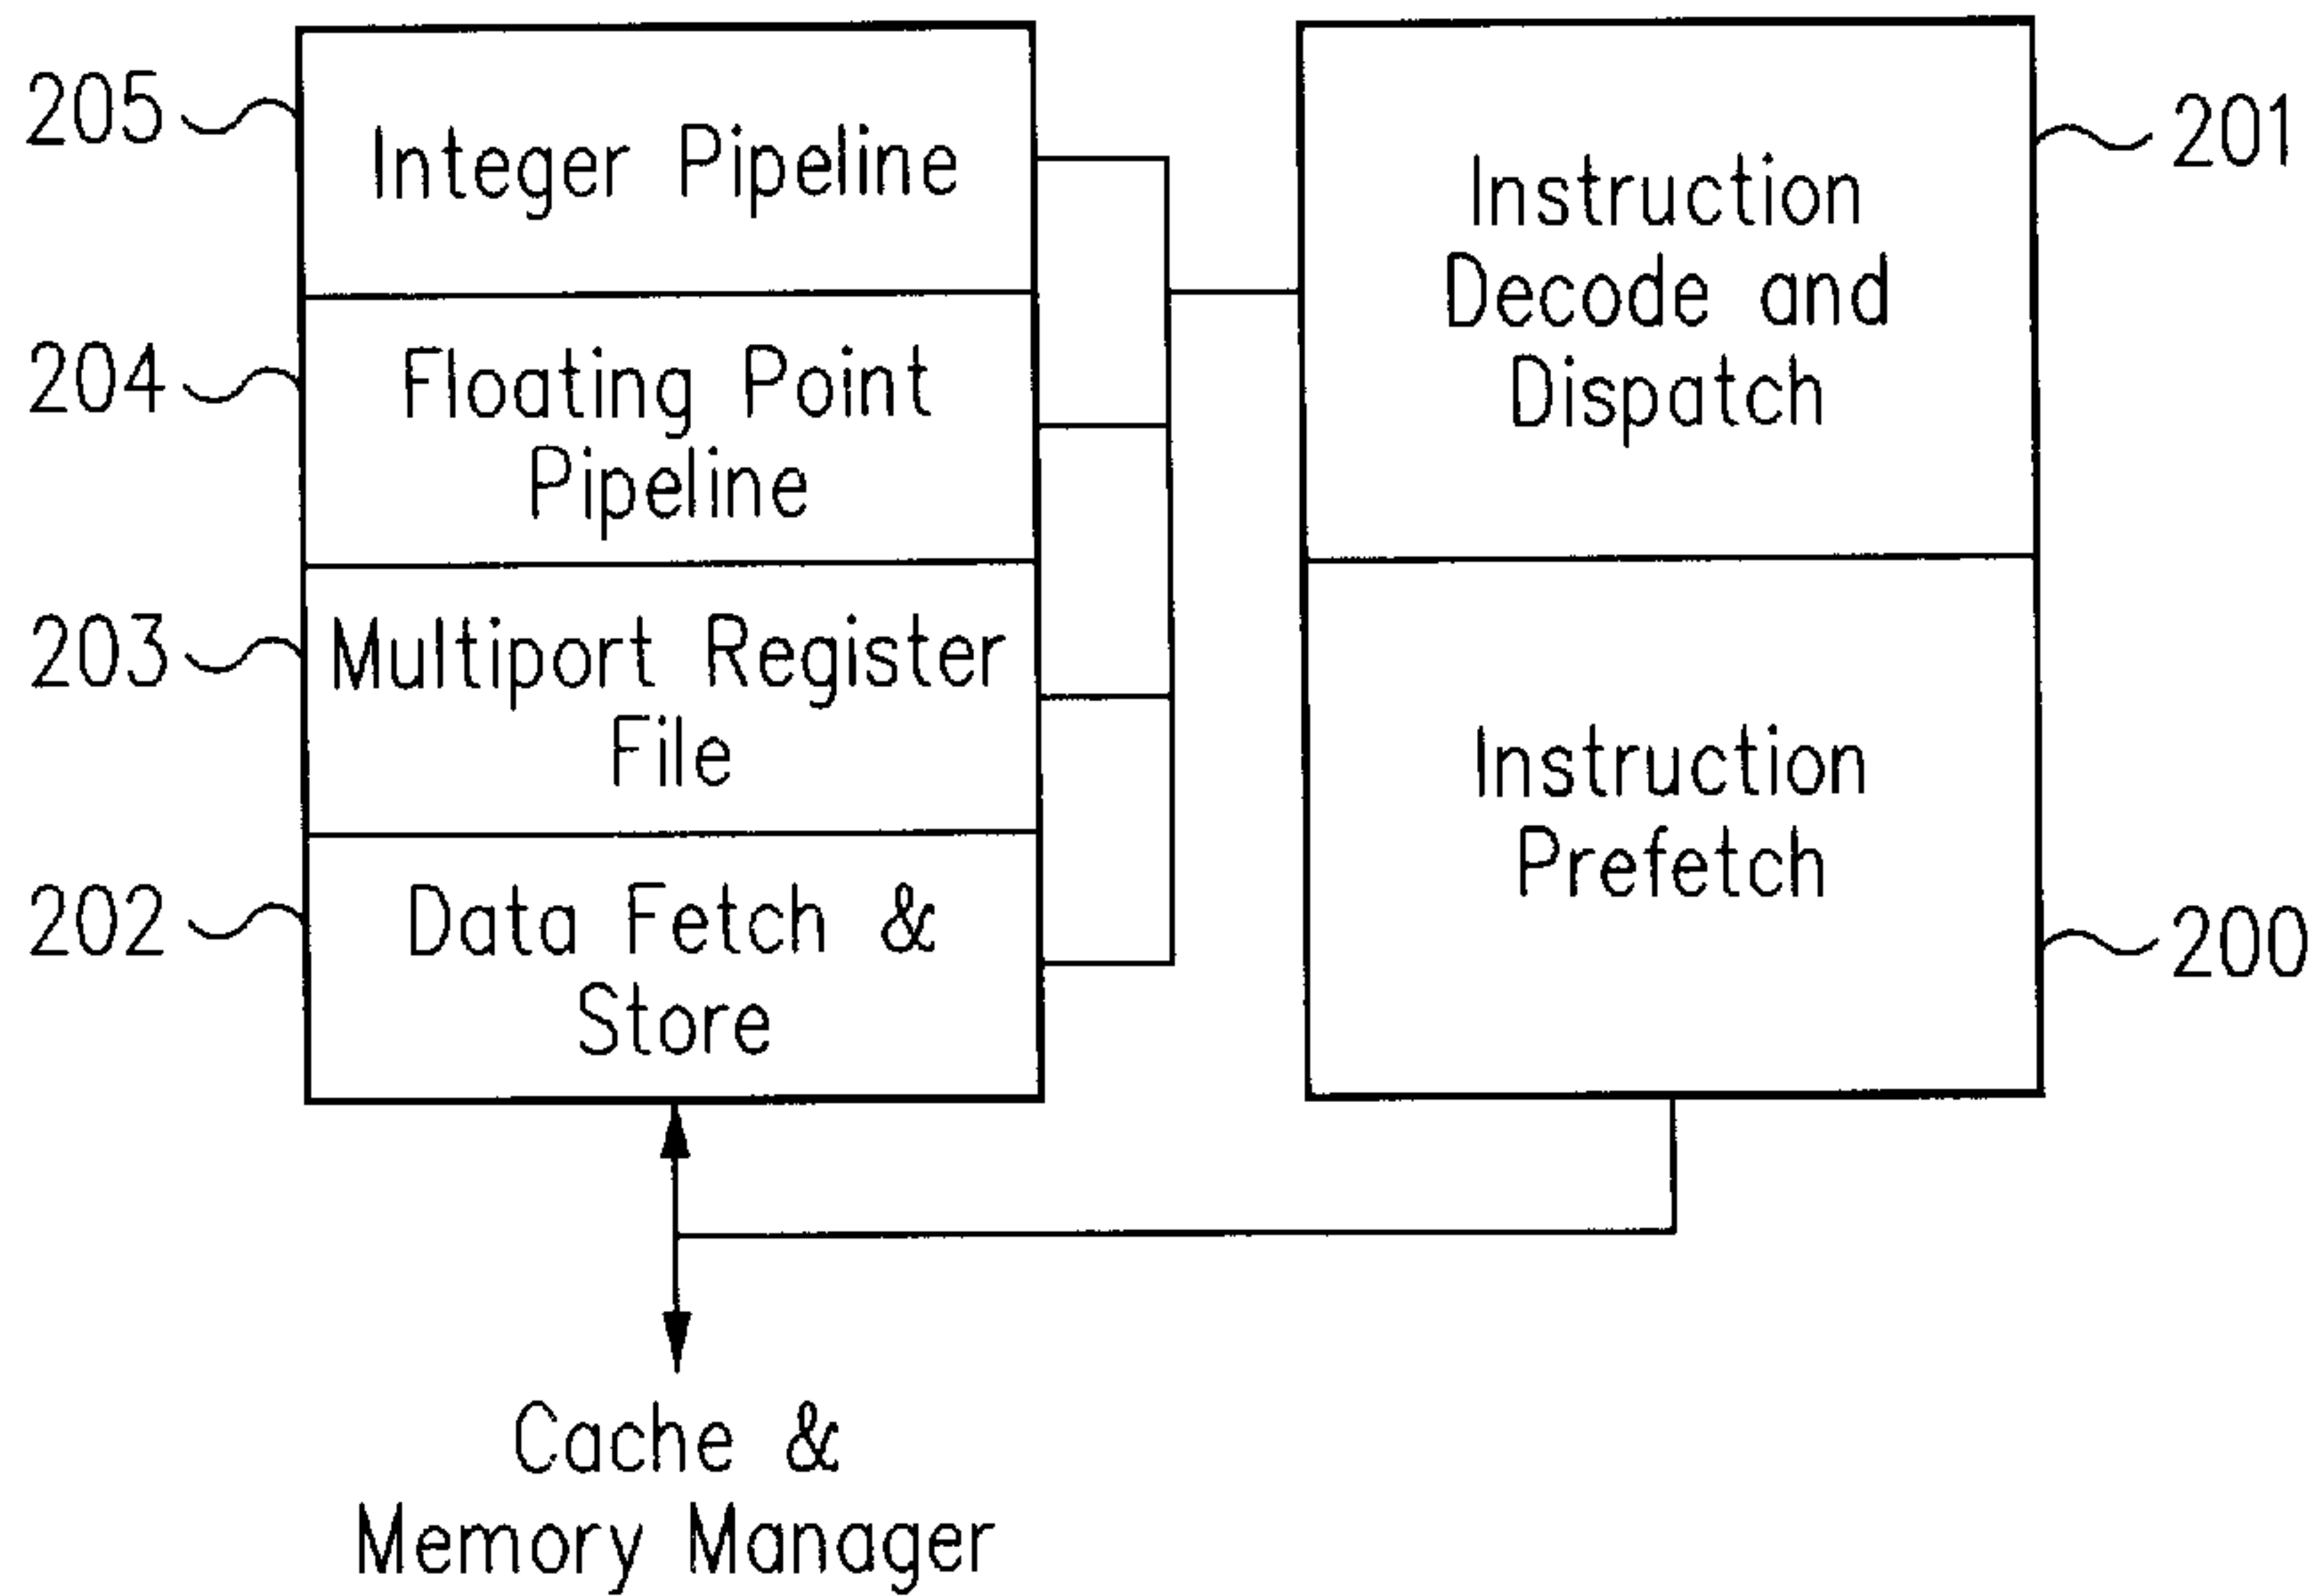 205
Integer Pipeline
204
Floating Point
Pipeline
203
Multiport Register
File
202
Data Fetch &
Store
201
Instruction
Decode and
Dispatch
Instruction
Prefetch
200
Cache &
Memory Manager